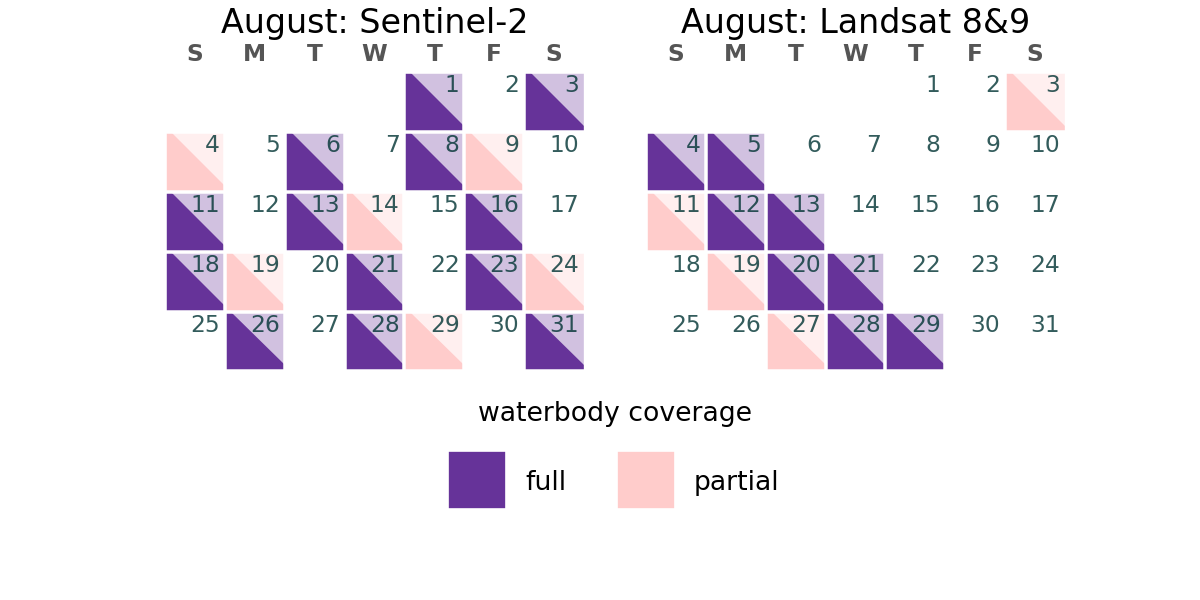 August: Sentinel-2
S M T W T F S
1 2 3
4 5 6 7 8 9 10
11 12 13 14 15 16 17
18 19 20 21 22 23 24
25 26 27 28 29 30 31
August: Landsat 8&9
S M T W T F S
1 2 3
4 5 6 7 8 9 10
11 12 13 14 15 16 17
18 19 20 21 22 23 24
25 26 27 28 29 30 31
waterbody coverage
full partial